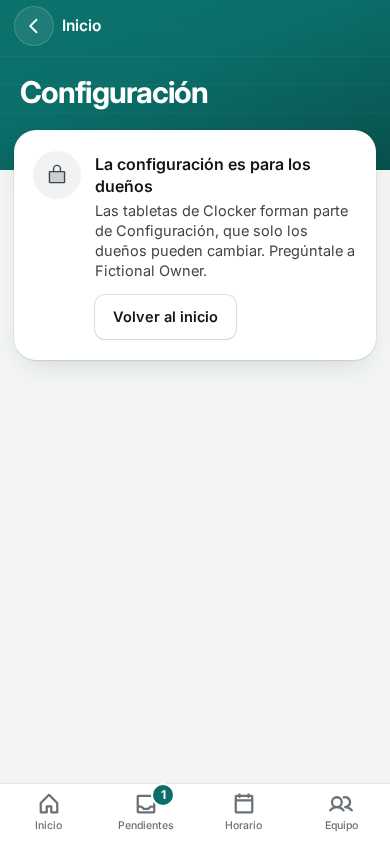 Inicio
Configuración
La configuración es para los
dueños
Las tabletas de Clocker forman parte
de Configuración, que solo los
dueños pueden cambiar. Pregúntale a
Fictional Owner.
Volver al inicio
1
Inicio
Pendientes
Horario
Equipo